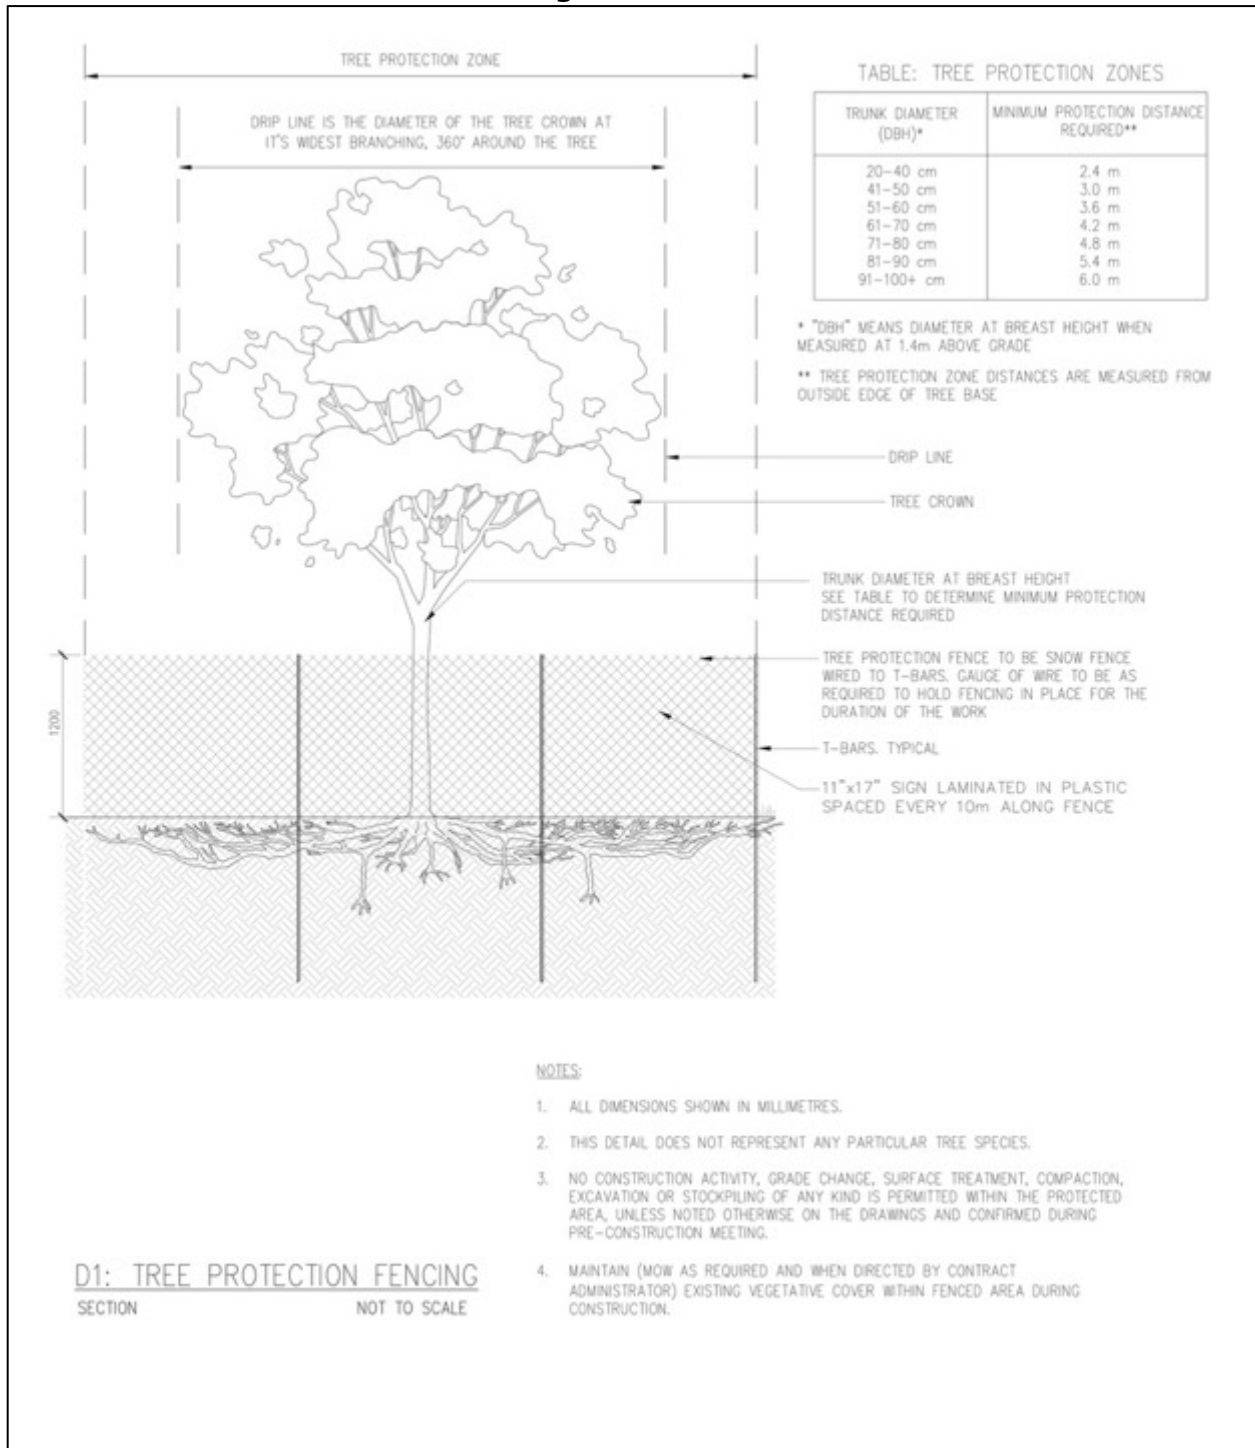 TREE PROTECTION ZONE
DRIP LINE IS THE DIAMETER OF THE TREE CROWN AT
IT'S WIDEST BRANCHING, 360° AROUND THE TREE
TABLE: TREE PROTECTION ZONES
TRUNK DIAMETER
(DBH)*
MINIMUM PROTECTION DISTANCE
REQUIRED**
20-40 cm 2.4 m
41-50 cm 3.0 m
51-60 cm 3.6 m
61-70 cm 4.2 m
71-80 cm 4.8 m
81-90 cm 5.4 m
91-100+ cm 6.0 m
* "DBH" MEANS DIAMETER AT BREAST HEIGHT WHEN
MEASURED AT 1.4m ABOVE GRADE
** TREE PROTECTION ZONE DISTANCES ARE MEASURED FROM
OUTSIDE EDGE OF TREE BASE
DRIP LINE
TREE CROWN
TRUNK DIAMETER AT BREAST HEIGHT
SEE TABLE TO DETERMINE MINIMUM PROTECTION
DISTANCE REQUIRED
TREE PROTECTION FENCE TO BE SNOW FENCE
WIRED TO T-BARS. GAUGE OF WIRE TO BE AS
REQUIRED TO HOLD FENCING IN PLACE FOR THE
DURATION OF THE WORK
1200
T-BARS. TYPICAL
11"x17" SIGN LAMINATED IN PLASTIC
SPACED EVERY 10m ALONG FENCE
NOTES:
1. ALL DIMENSIONS SHOWN IN MILLIMETRES.
2. THIS DETAIL DOES NOT REPRESENT ANY PARTICULAR TREE SPECIES.
3. NO CONSTRUCTION ACTIVITY, GRADE CHANGE, SURFACE TREATMENT, COMPACTION,
EXCAVATION OR STOCKPILING OF ANY KIND IS PERMITTED WITHIN THE PROTECTED
AREA, UNLESS NOTED OTHERWISE ON THE DRAWINGS AND CONFIRMED DURING
PRE-CONSTRUCTION MEETING.
4. MAINTAIN (MOW AS REQUIRED AND WHEN DIRECTED BY CONTRACT
ADMINISTRATOR) EXISTING VEGETATIVE COVER WITHIN FENCED AREA DURING
CONSTRUCTION.
D1: TREE PROTECTION FENCING
SECTION NOT TO SCALE